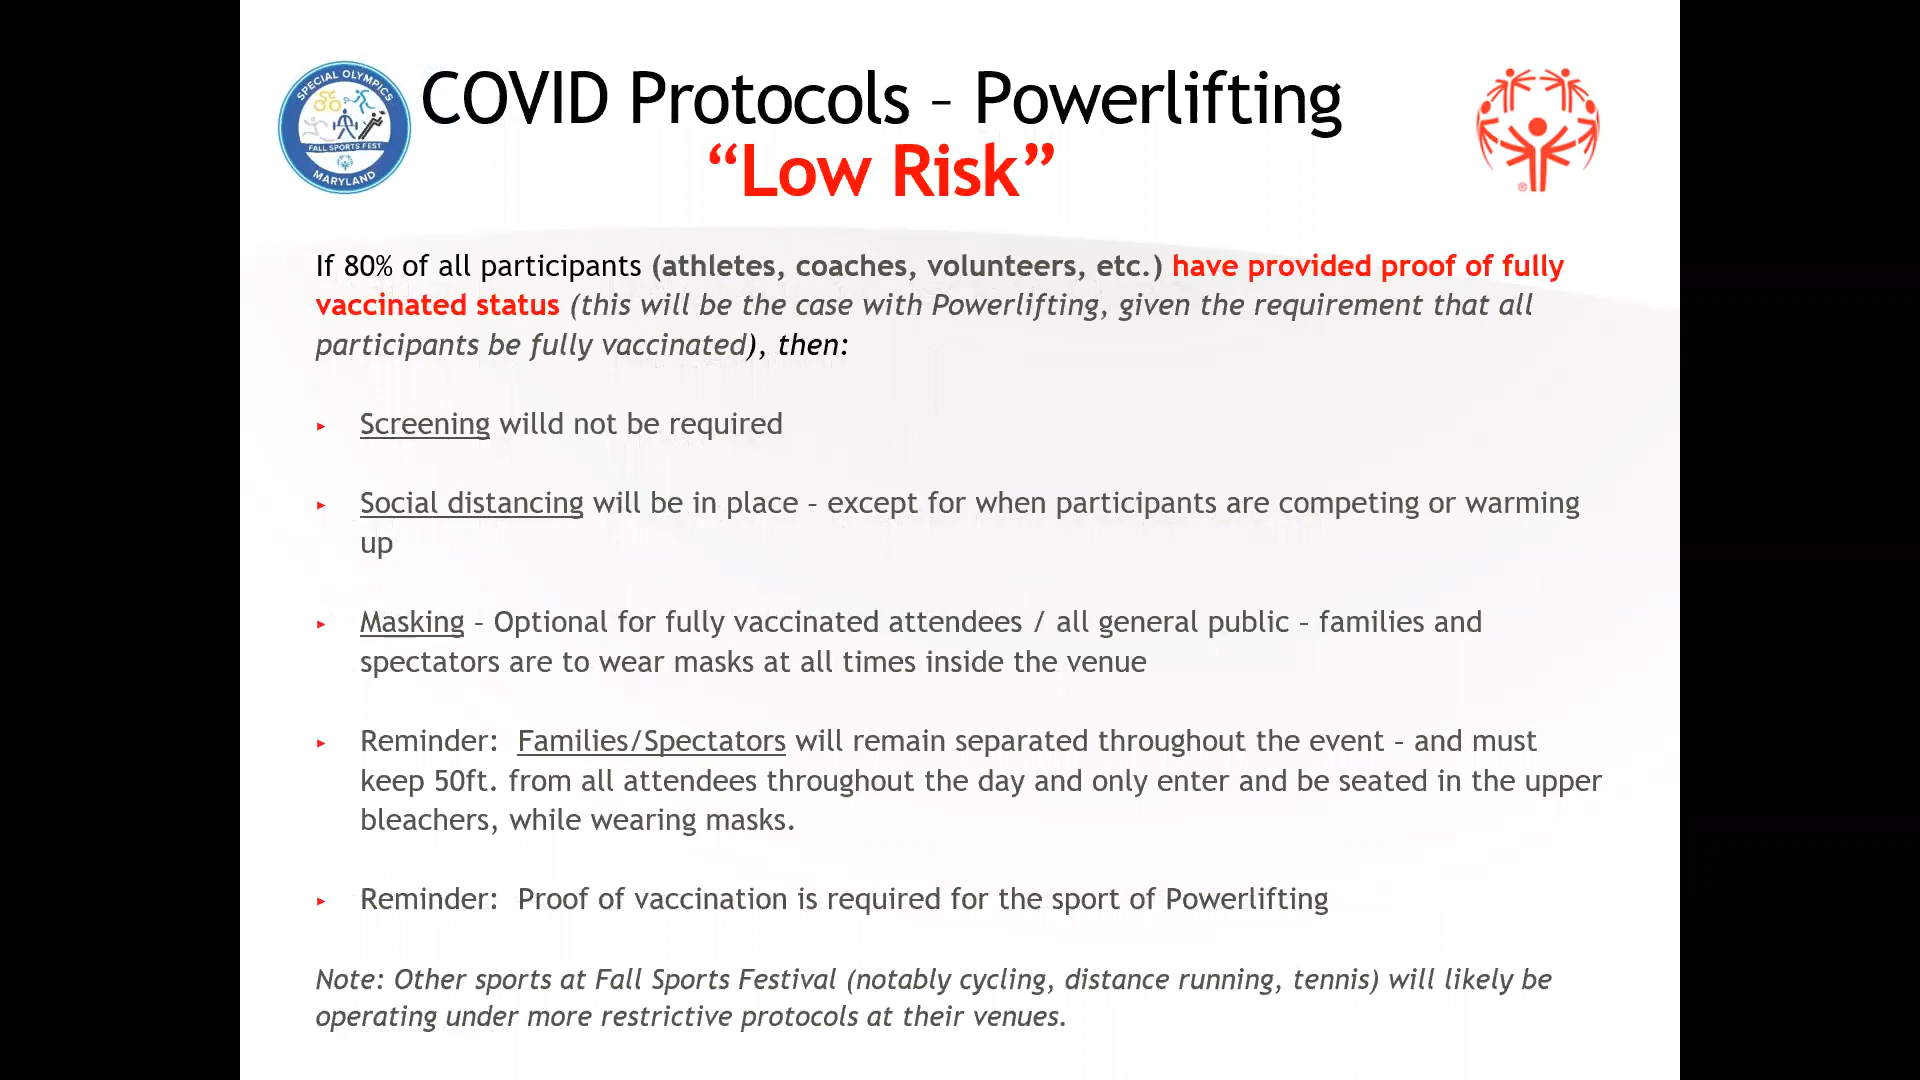 SPECIAL OLYMPICS
FALL SPORTS FEST
MARYLAND
COVID Protocols – Powerlifting
“Low Risk”
®
If 80% of all participants (athletes, coaches, volunteers, etc.) have provided proof of fully
vaccinated status (this will be the case with Powerlifting, given the requirement that all
participants be fully vaccinated), then:
▸ Screening willd not be required
▸ Social distancing will be in place – except for when participants are competing or warming
up
▸ Masking – Optional for fully vaccinated attendees / all general public – families and
spectators are to wear masks at all times inside the venue
▸ Reminder: Families/Spectators will remain separated throughout the event – and must
keep 50ft. from all attendees throughout the day and only enter and be seated in the upper
bleachers, while wearing masks.
▸ Reminder: Proof of vaccination is required for the sport of Powerlifting
Note: Other sports at Fall Sports Festival (notably cycling, distance running, tennis) will likely be
operating under more restrictive protocols at their venues.